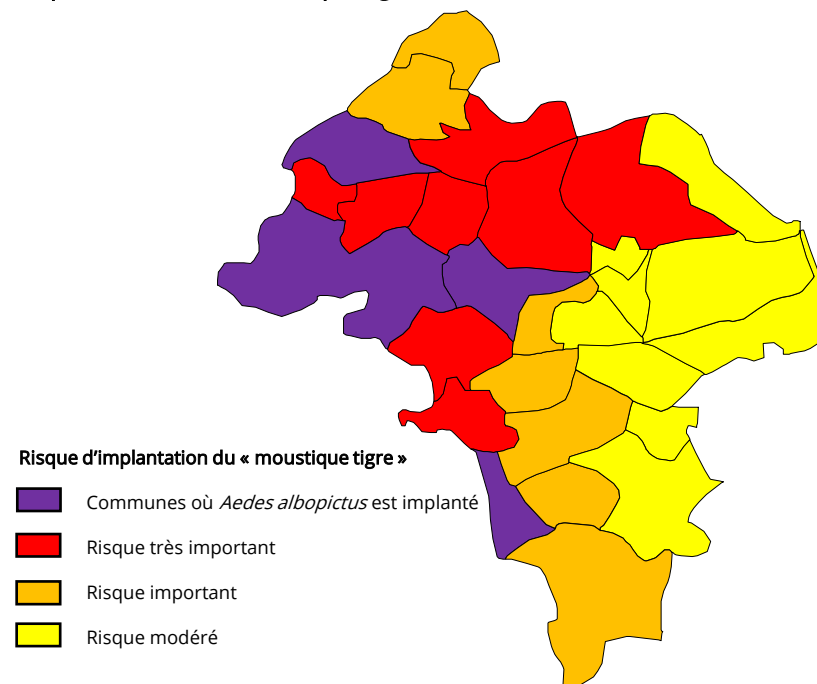 Risque d'implantation du « moustique tigre »
Communes où Aedes albopictus est implanté
Risque très important
Risque important
Risque modéré